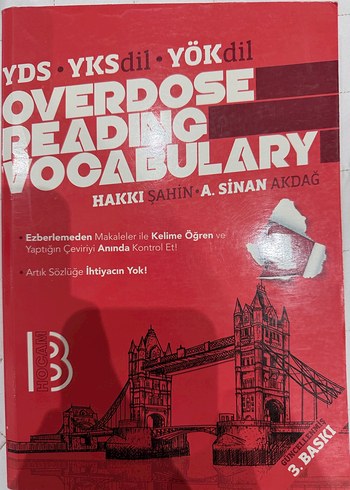 YDS • YKSdil • YÖKdil
OVERDOSE
READING
VOCABULARY
HAKKI ŞAHİN • A. SİNAN AKDAĞ
• Ezberlemeden Makaleler ile Kelime Öğren ve
Yaptığın Çeviriyi Anında Kontrol Et!
• Artık Sözlüğe İhtiyacın Yok!
B
GÜNCELLENMİŞ
3. BASKI